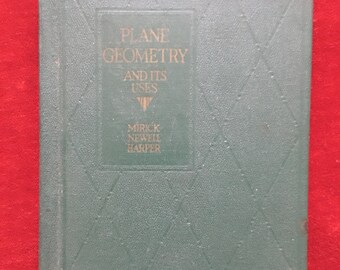 PLANE
GEOMETRY
AND ITS
USES
MIRICK
NEWELL
HARPER